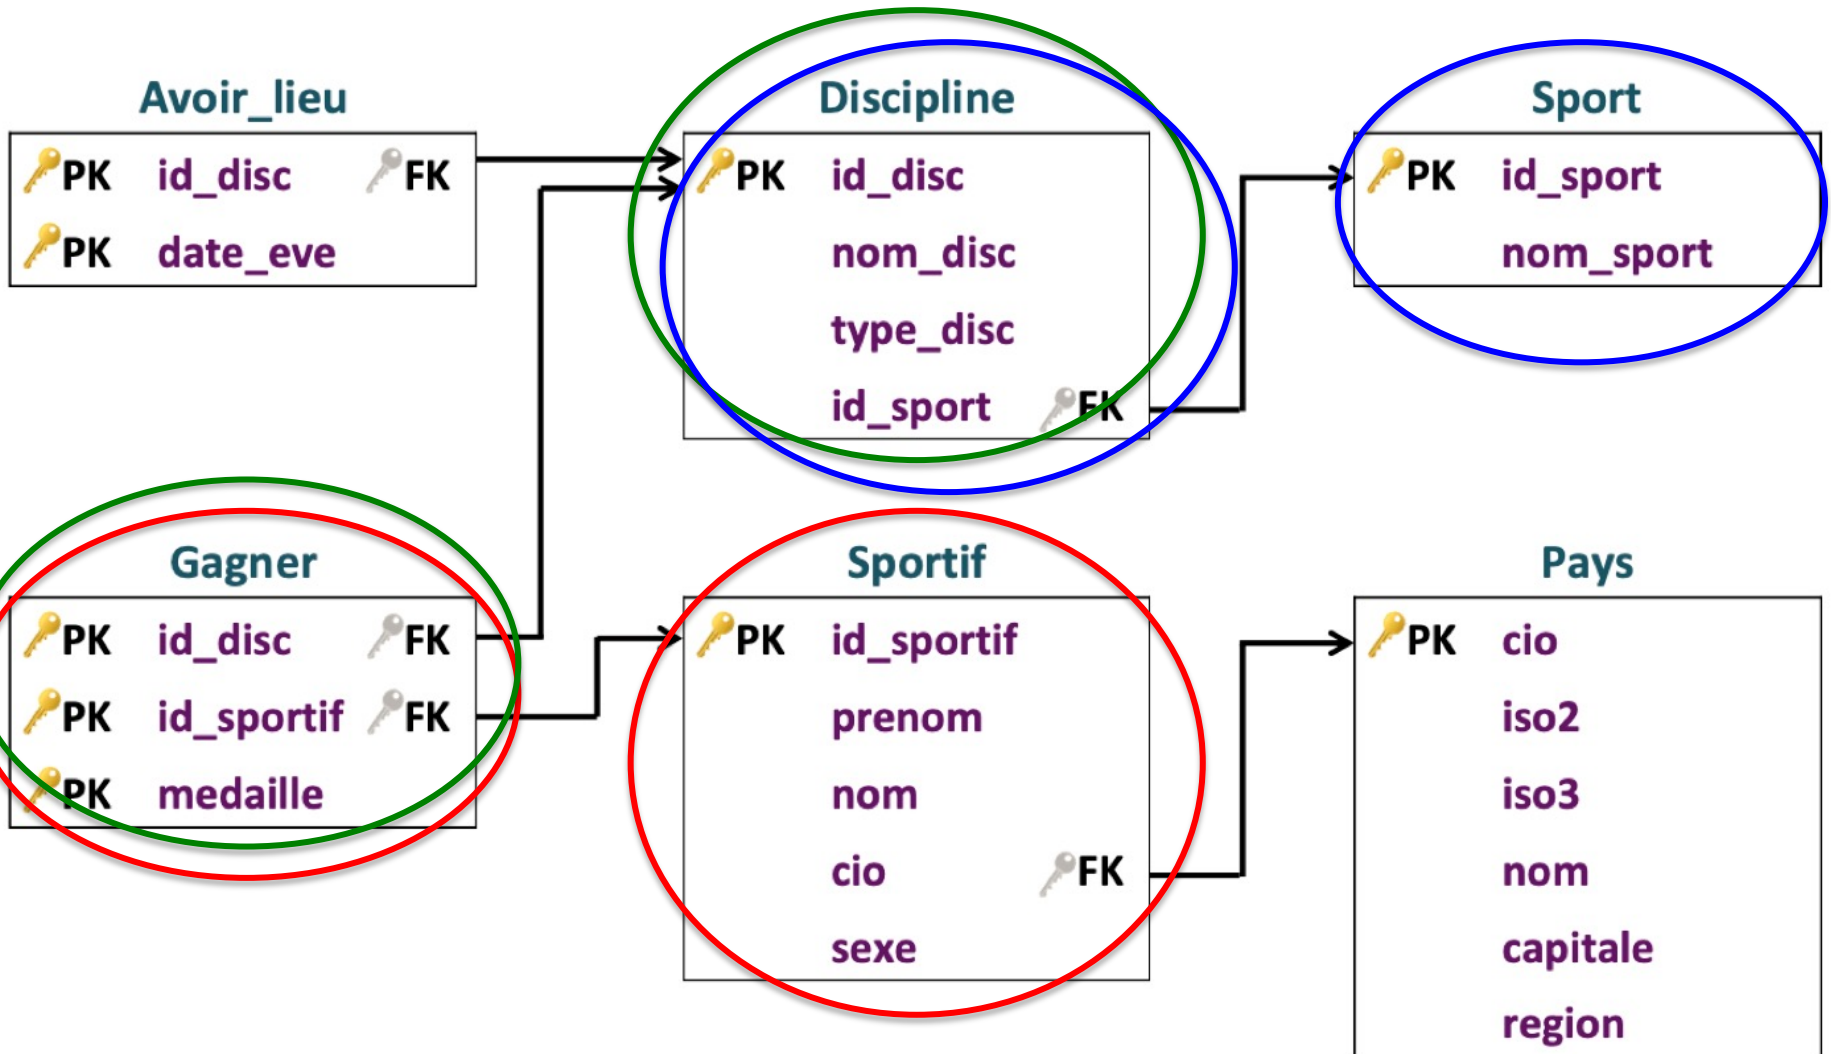 Avoir_lieu
PK id_disc FK
PK date_eve
Discipline
PK id_disc
nom_disc
type_disc
id_sport FK
Sport
PK id_sport
nom_sport
Gagner
PK id_disc FK
PK id_sportif FK
PK medaille
Sportif
PK id_sportif
prenom
nom
cio FK
sexe
Pays
PK cio
iso2
iso3
nom
capitale
region